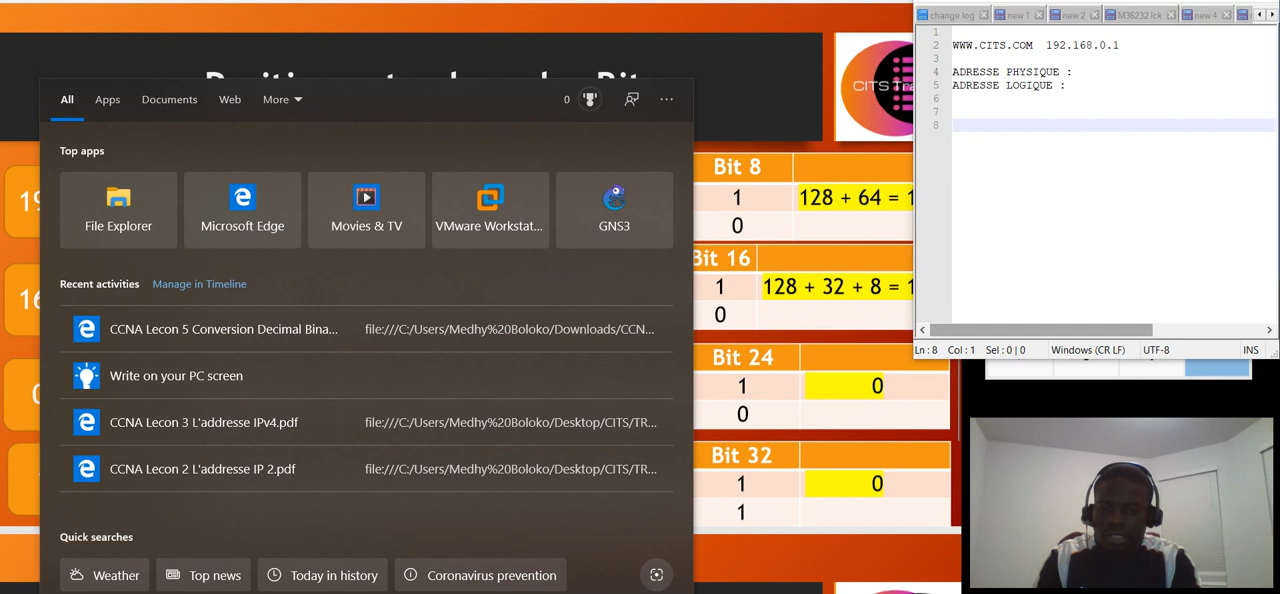 change.log
new 1
new 2
M36232.lck
new 4
1
2 WWW.CITS.COM 192.168.0.1
3
4 ADRESSE PHYSIQUE :
5 ADRESSE LOGIQUE :
6
7
8
Ln : 8 Col : 1 Sel : 0 | 0 Windows (CR LF) UTF-8 INS
All Apps Documents Web More 0
Top apps
File Explorer
Microsoft Edge
Movies & TV
VMware Workstat...
GNS3
Recent activities Manage in Timeline
CCNA Lecon 5 Conversion Decimal Bina... file:///C:/Users/Medhy%20Boloko/Downloads/CCN...
Write on your PC screen
CCNA Lecon 3 L'addresse IPv4.pdf file:///C:/Users/Medhy%20Boloko/Desktop/CITS/TR...
CCNA Lecon 2 L'addresse IP 2.pdf file:///C:/Users/Medhy%20Boloko/Desktop/CITS/TR...
Quick searches
Weather
Top news
Today in history
Coronavirus prevention
CITS
Bit 8
1 128 + 64 = 1
0
Bit 16
1 128 + 32 + 8 = 1
0
Bit 24
1 0
0
Bit 32
1 0
1